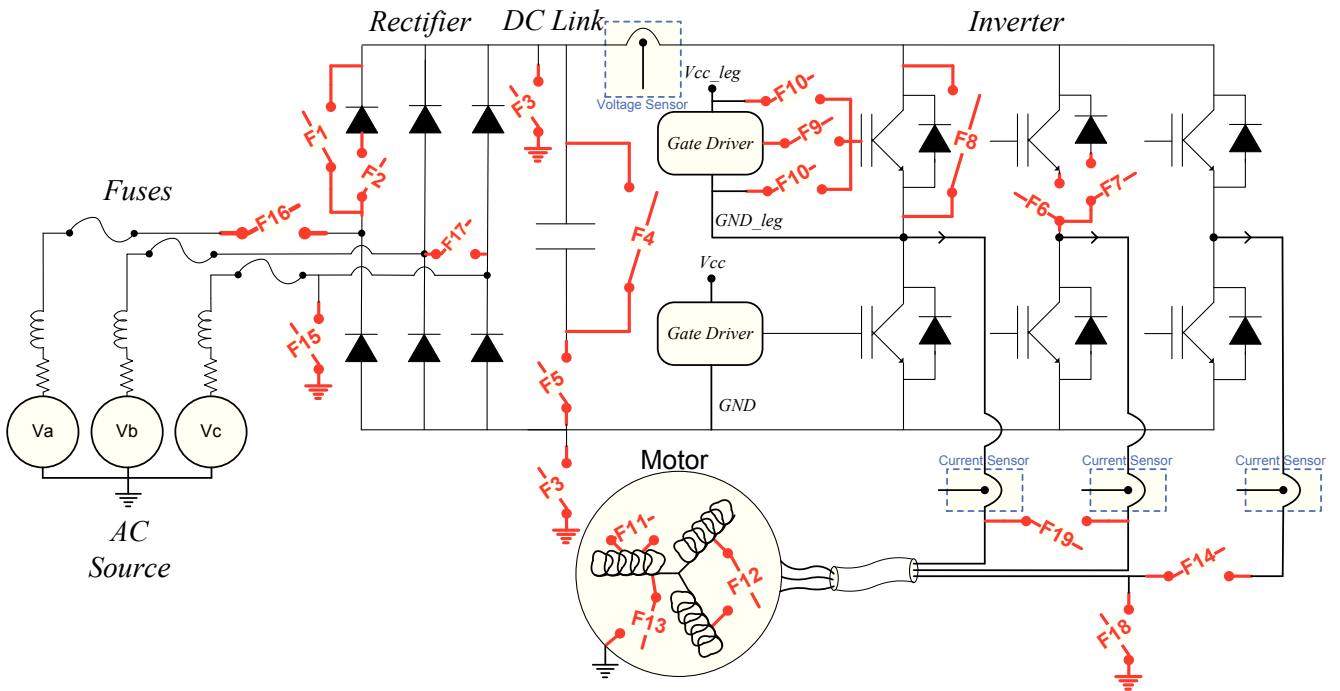 Rectifier
DC Link
Inverter
Voltage Sensor
Vcc_leg
F10
F1
F2
F3
Gate Driver
F9
F8
F10
Fuses
F16
F17
F4
GND_leg
F6
F7
Vcc
F15
Gate Driver
F5
GND
Va
Vb
Vc
AC
Source
F3
Motor
Current Sensor
Current Sensor
Current Sensor
F11
F12
F13
F19
F14
F18